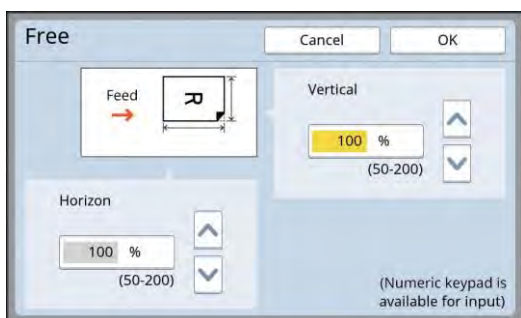 Free
Cancel
OK
Feed
R
Vertical
100 %
(50-200)
Horizon
100 %
(50-200)
(Numeric keypad is
available for input)